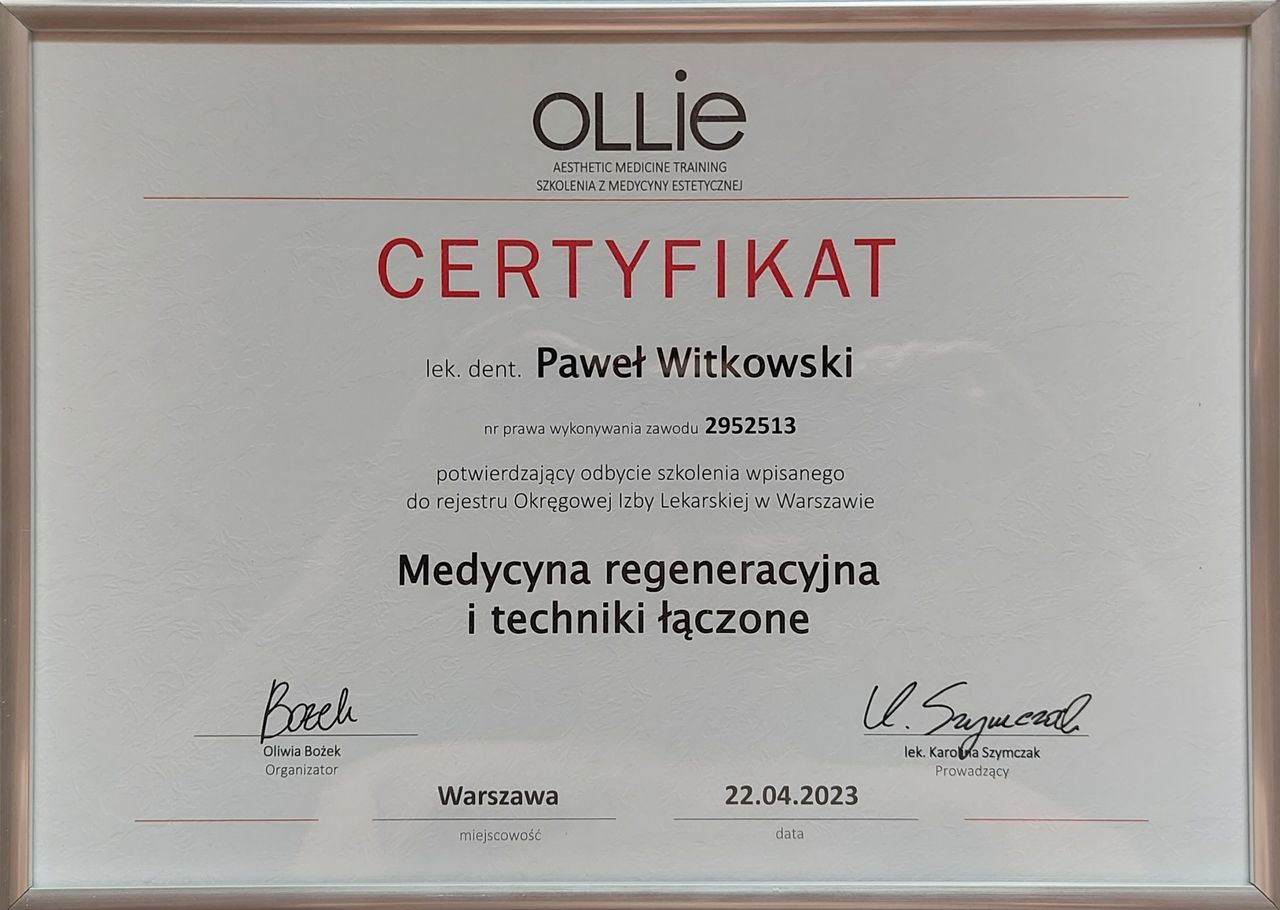 OLLie
AESTHETIC MEDICINE TRAINING
SZKOLENIA Z MEDYCYNY ESTETYCZNEJ
CERTYFIKAT
lek. dent. Paweł Witkowski
nr prawa wykonywania zawodu 2952513
potwierdzający odbycie szkolenia wpisanego
do rejestru Okręgowej Izby Lekarskiej w Warszawie
Medycyna regeneracyjna
i techniki łączone
Bożek
K. Szymczak
Oliwia Bożek
Organizator
lek. Karolina Szymczak
Prowadzący
Warszawa
22.04.2023
miejscowość
data